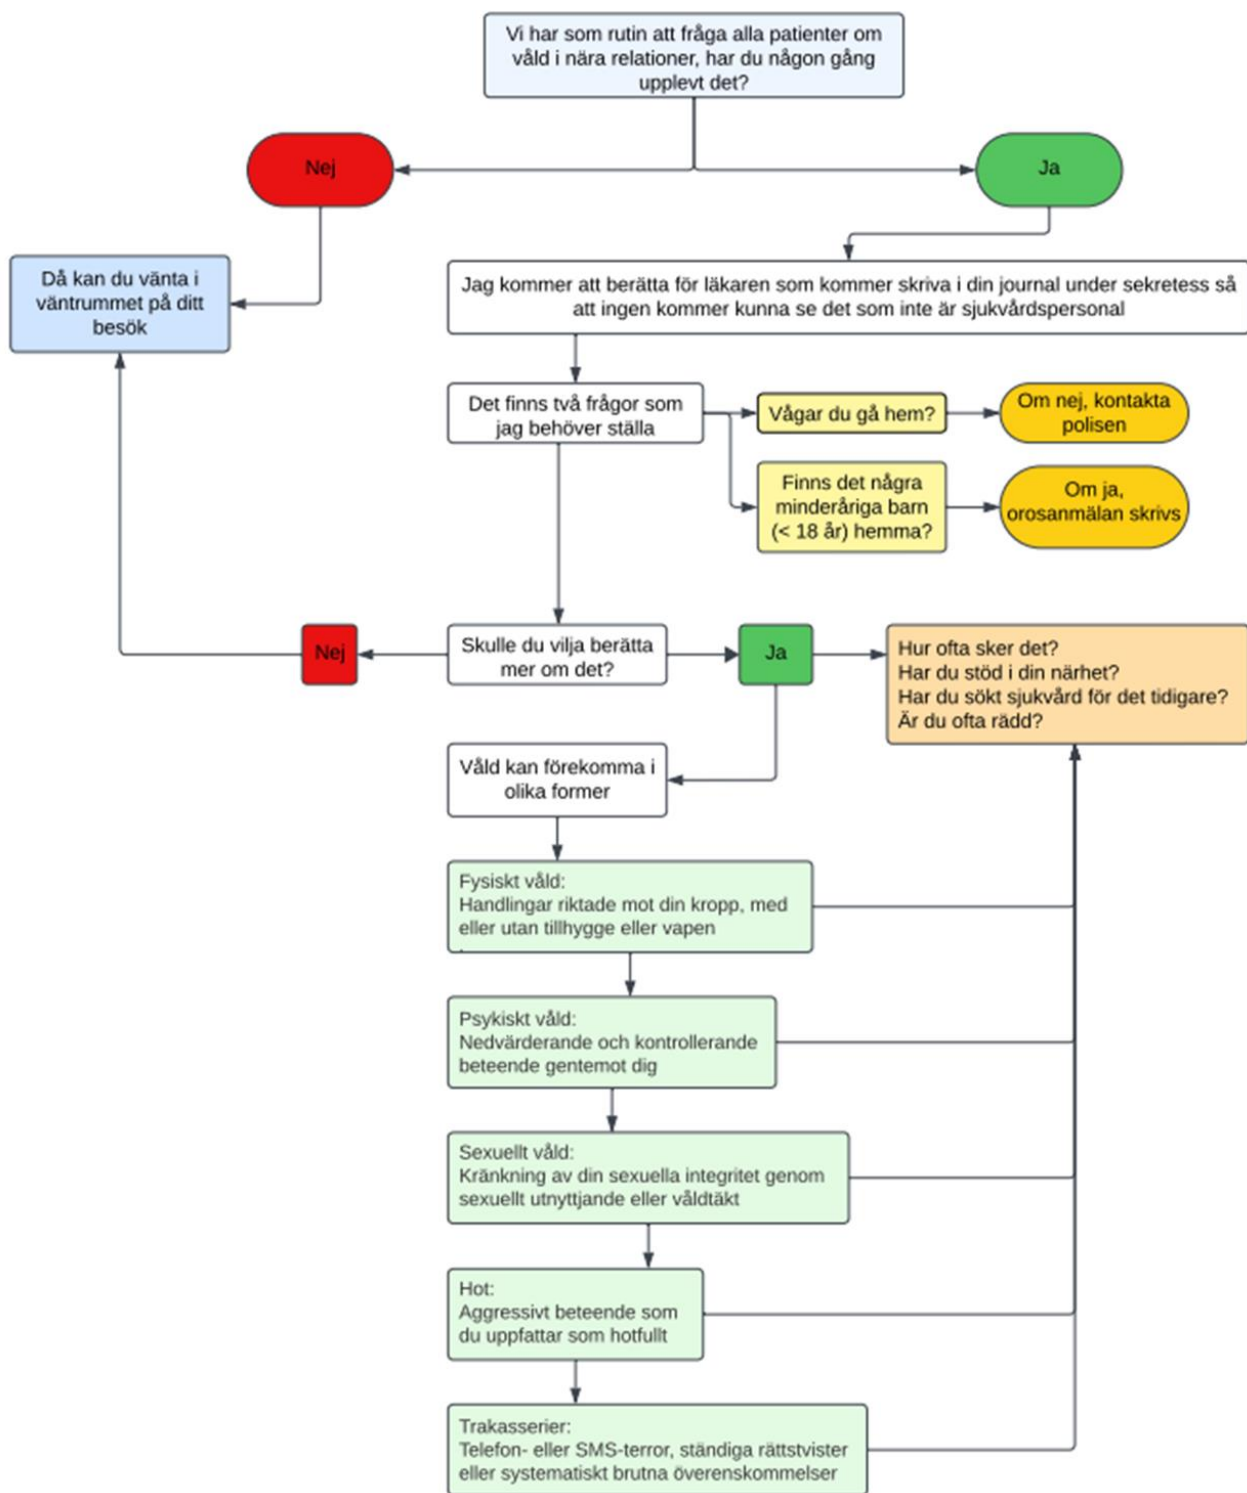 Vi har som rutin att fråga alla patienter om
våld i nära relationer, har du någon gång
upplevt det?
Nej
Ja
Då kan du vänta i
väntrummet på ditt
besök
Jag kommer att berätta för läkaren som kommer skriva i din journal under sekretess så
att ingen kommer kunna se det som inte är sjukvårdspersonal
Det finns två frågor som
jag behöver ställa
Vågar du gå hem?
Om nej, kontakta
polisen
Finns det några
minderåriga barn
(< 18 år) hemma?
Om ja,
orosanmälan skrivs
Nej
Skulle du vilja berätta
mer om det?
Ja
Hur ofta sker det?
Har du stöd i din närhet?
Har du sökt sjukvård för det tidigare?
Är du ofta rädd?
Våld kan förekomma i
olika former
Fysiskt våld:
Handlingar riktade mot din kropp, med
eller utan tillhygge eller vapen
Psykiskt våld:
Nedvärderande och kontrollerande
beteende gentemot dig
Sexuellt våld:
Kränkning av din sexuella integritet genom
sexuellt utnyttjande eller våldtäkt
Hot:
Aggressivt beteende som
du uppfattar som hotfullt
Trakasserier:
Telefon- eller SMS-terror, ständiga rättstvister
eller systematiskt brutna överenskommelser